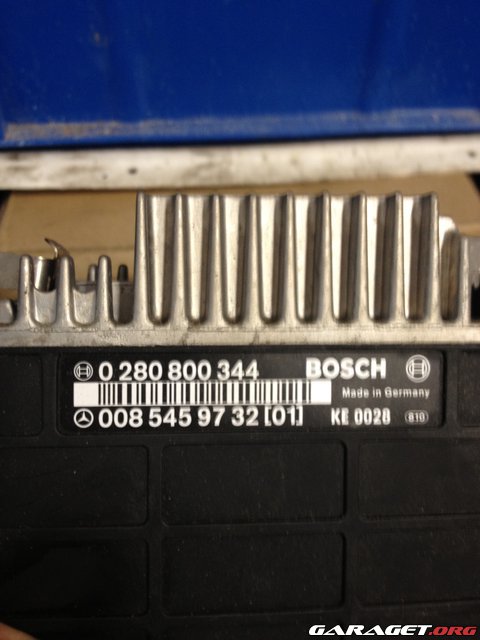 0 280 800 344 BOSCH
Made in Germany
008 545 97 32 [01] KE 0028 810
GARAGET.ORG